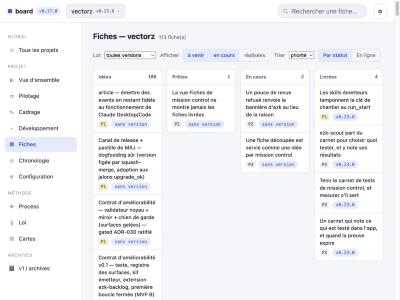 board v0.17.0 vectorz v0.23.0 Rechercher une fiche...
GLOBAL
Tous les projets
PROJET
Vue d'ensemble
Pilotage
Cadrage
Développement
Fiches
Chronologie
Configuration
MÉTHODE
Process
Loi
Cartes
ARCHIVES
v1 / archives
Fiches — vectorz 113 fiche(s)
Lot toutes versions Afficher à venir en cours réalisées Trier priorité Par statut En ligne
Idées 106
article — émettre des
events en restant fidèle
au fonctionnement de
Claude Desktop/Code
P1 sans version
Canal de release +
pastille de MAJ —
dogfooding sûr (version
figée par squash-
merge, adoption aux
jalons upgrade_ok)
P1 sans version
Contrat d'améliorabilité
— validateur noyau +
miroir + chien de garde
(surfaces gelées) —
gated ADR-030 ratifié
P1 sans version
Contrat d'améliorabilité
v0.1 — texte, registre
des surfaces, kit
émetteur, extension
ezk-backlog, première
boucle fermée (MVP B)
Prêtes 1
La vue Fiches de
mission control ne
montre jamais les
fiches livrées
P2 sans version
En cours 2
Un pouce de revue
refusé renvoie la
bannière d'ezk au lieu
de la raison
P2 sans version
Une fiche découpée est
servie comme une idée
par mission control
P2 sans version
Livrées 4
Les skills émetteurs
tamponnent la clé de
chantier au run_start
P1 v0.23.0
ezk-scout part du
carnet pour choisir quoi
tester, et y note ses
résultats
P2 v0.23.0
Tenir le carnet de tests
de mission control, et
mesurer s'il sert
P2 v0.23.0
Un carnet qui note ce
qui est testé dans l'app,
et quand la preuve
expire
P2 v0.23.0